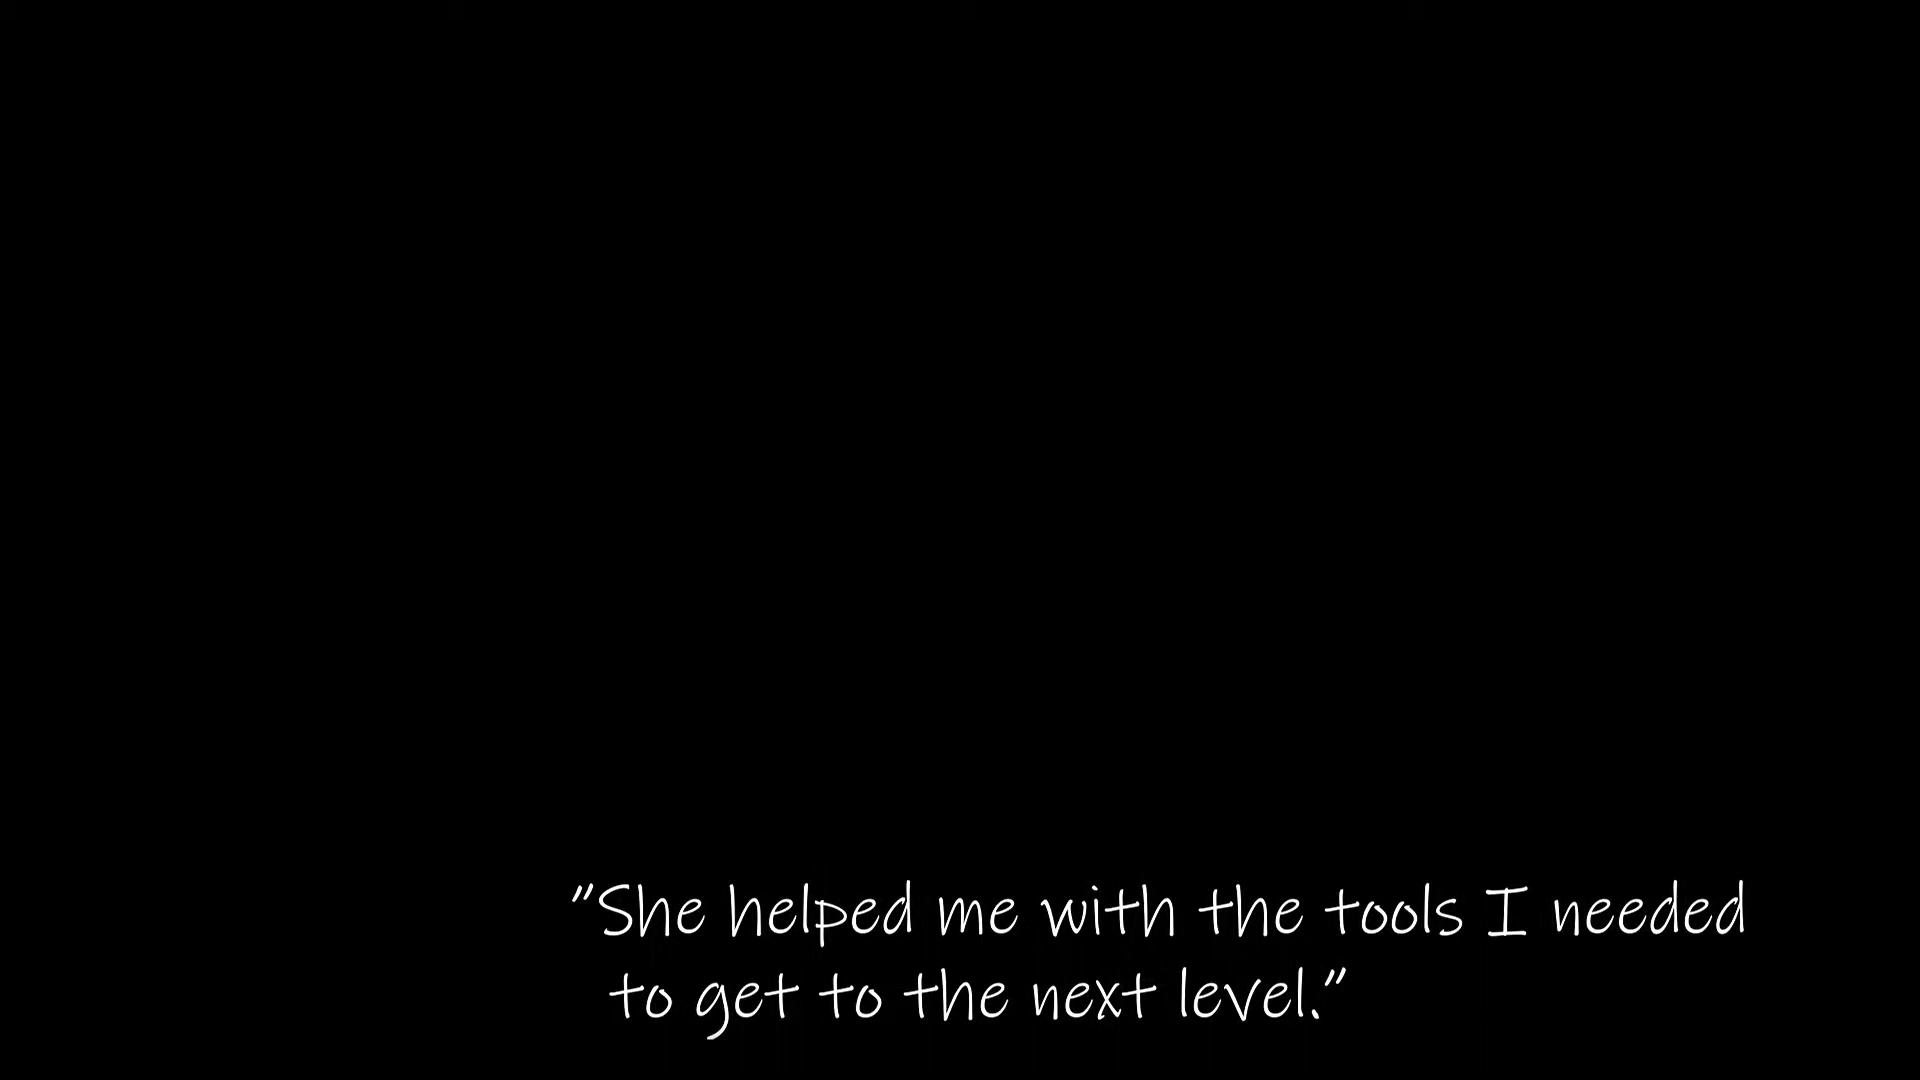 "She helped me with the tools I needed
to get to the next level."